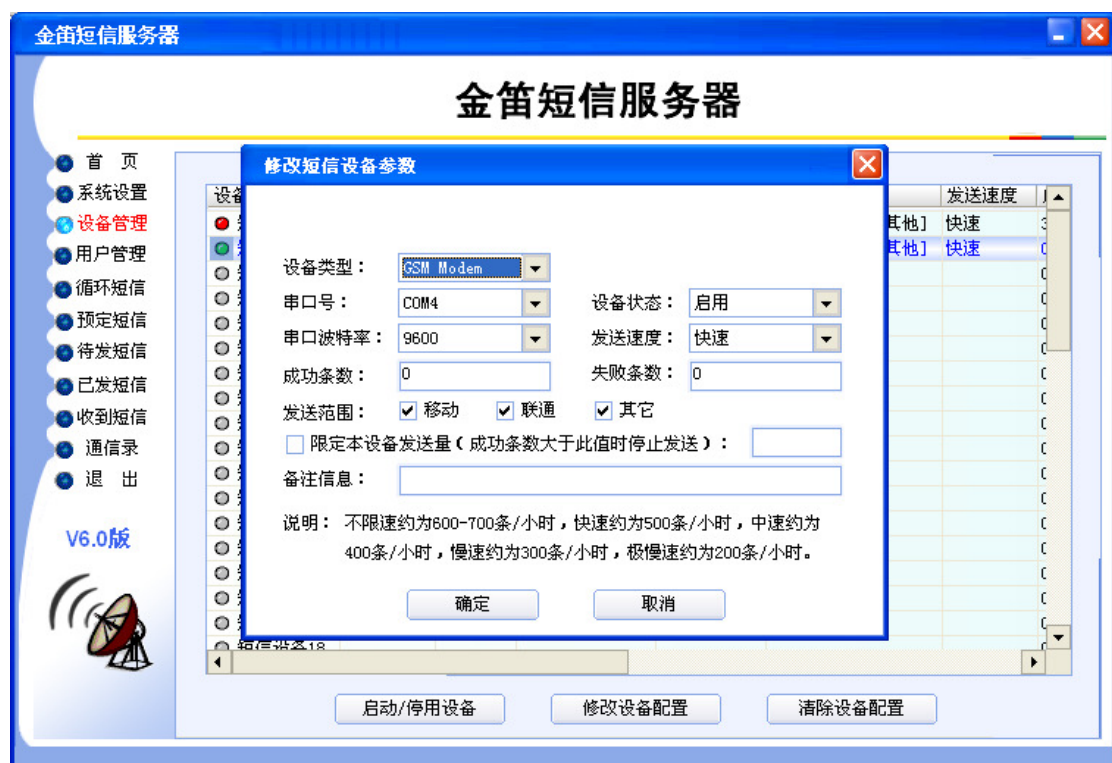 金笛短信服务器
金笛短信服务器
首 页
系统设置
设备管理
用户管理
循环短信
预定短信
待发短信
已发短信
收到短信
通信录
退 出
V6.0版
发送速度
其他] 快速
其他] 快速
修改短信设备参数
设备类型： GSM Modem
串口号： COM4 设备状态： 启用
串口波特率： 9600 发送速度： 快速
成功条数： 0 失败条数： 0
发送范围： 移动 联通 其它
限定本设备发送量(成功条数大于此值时停止发送)：
备注信息：
说明： 不限速约为600-700条/小时，快速约为500条/小时，中速约为
400条/小时，慢速约为300条/小时，极慢速约为200条/小时。
确定 取消
短信设备18
启动/停用设备 修改设备配置 清除设备配置